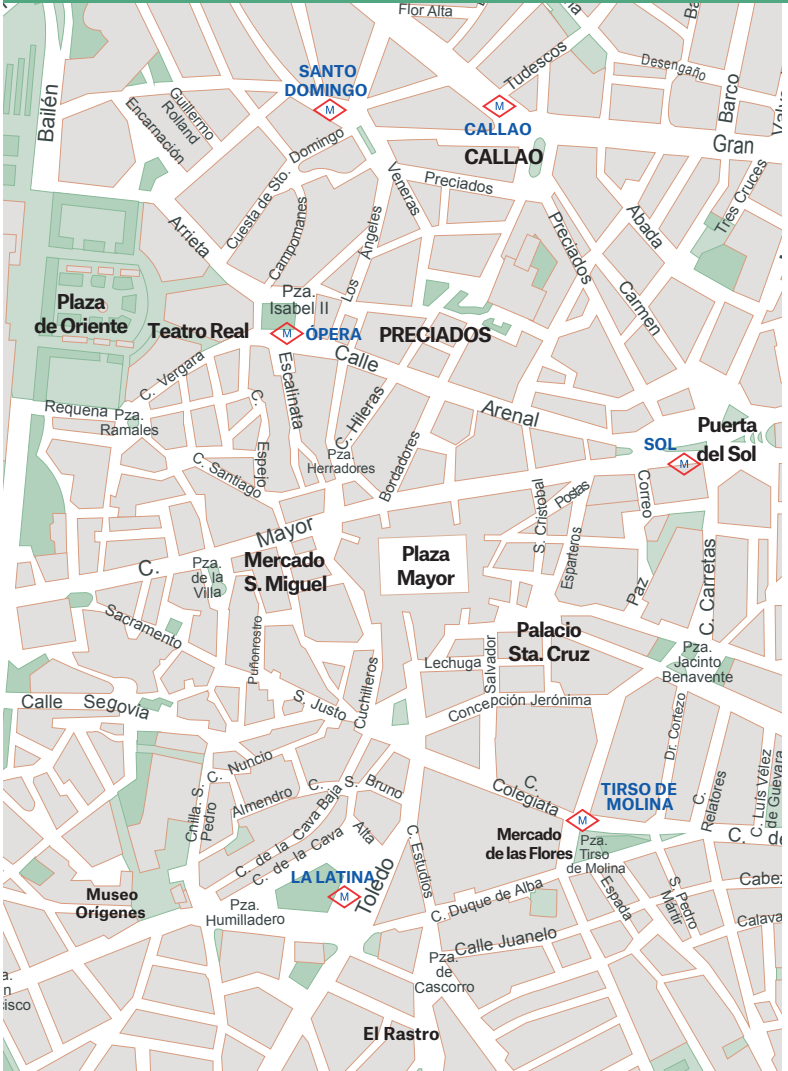 Flor Alta
Tudescos
Desengaño
Barco
SANTO
DOMINGO
M
M
CALLAO
CALLAO
Gran
Bailén
Guillermo
Rolland
Encarnación
Cuesta de Sto. Domingo
Veneras
Preciados
Tres Cruces
Arrieta
Campomanes
Los Ángeles
Preciados
Abada
Carmen
Plaza
de Oriente
Teatro Real
Pza.
Isabel II
M
ÓPERA
PRECIADOS
C. Vergara
Escalinata
Calle
Arenal
C. Hileras
Requena
Pza.
Ramales
C.
Espejo
Pza.
Herradores
Bordadores
C. Santiago
Puerta
del Sol
SOL
M
S. Cristobal
Postas
Correo
Esparteros
C.
Mayor
Mercado
S. Miguel
Plaza
Mayor
Pza.
de la
Villa
Paz
C. Carretas
Sacramento
Puñonrostro
Palacio
Sta. Cruz
Lechuga
Salvador
Pza.
Jacinto
Benavente
Cuchilleros
Calle Segovia
S. Justo
Concepción Jerónima
Dr. Cortezo
C. Nuncio
C. S. Bruno
C.
Colegiata
TIRSO DE
MOLINA
M
C.
Relatores
C. Luis Vélez
de Guevara
Cnilla. S.
Pedro
Almendro
C. de la Cava Baja
C. de la Cava Alta
C. Estudios
Mercado
de las Flores
Pza.
Tirso
de Molina
C. de
LA LATINA
M
Toledo
Museo
Orígenes
Pza.
Humilladero
C. Duque de Alba
Espada
S. Pedro
Mártir
Cabez
Calava
Calle Juanelo
Pza.
de
Cascorro
a.
n
isco
El Rastro